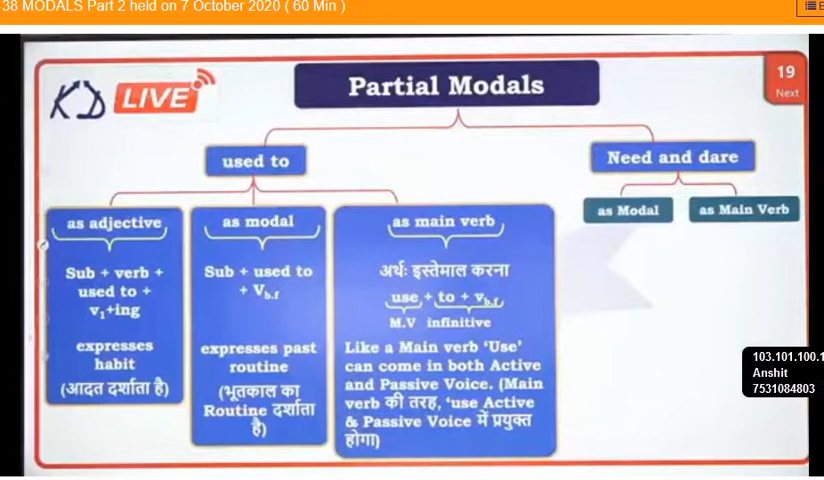 38 MODALS Part 2 held on 7 October 2020 ( 60 Min )
KD LIVE
Partial Modals
19
Next
used to
Need and dare
as adjective
as modal
as main verb
as Modal
as Main Verb
Sub + verb +
used to +
v₁+ing
expresses
habit
(आदत दर्शाता है)
Sub + used to
+ V b.f
expresses past
routine
(भूतकाल का
Routine दर्शाता
है)
अर्थः इस्तेमाल करना
use + to + v b.f.
M.V infinitive
Like a Main verb ‘Use’
can come in both Active
and Passive Voice. (Main
verb की तरह, ‘use Active
& Passive Voice में प्रयुक्त
होगा)
103.101.100.1
Anshit
7531084803